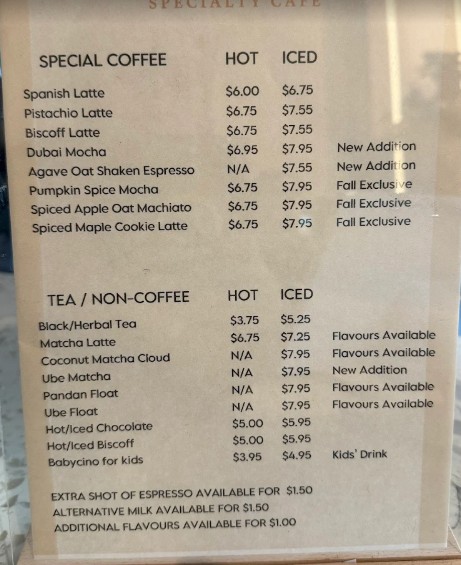 SPECIALTY CAFE
SPECIAL COFFEE HOT ICED
Spanish Latte $6.00 $6.75
Pistachio Latte $6.75 $7.55
Biscoff Latte $6.75 $7.55
Dubai Mocha $6.95 $7.95 New Addition
Agave Oat Shaken Espresso N/A $7.55 New Addition
Pumpkin Spice Mocha $6.75 $7.95 Fall Exclusive
Spiced Apple Oat Machiato $6.75 $7.95 Fall Exclusive
Spiced Maple Cookie Latte $6.75 $7.95 Fall Exclusive
TEA / NON-COFFEE HOT ICED
Black/Herbal Tea $3.75 $5.25
Matcha Latte $6.75 $7.25 Flavours Available
Coconut Matcha Cloud N/A $7.95 Flavours Available
Ube Matcha N/A $7.95 New Addition
Pandan Float N/A $7.95 Flavours Available
Ube Float N/A $7.95 Flavours Available
Hot/Iced Chocolate $5.00 $5.95
Hot/Iced Biscoff $5.00 $5.95
Babycino for kids $3.95 $4.95 Kids' Drink
EXTRA SHOT OF ESPRESSO AVAILABLE FOR $1.50
ALTERNATIVE MILK AVAILABLE FOR $1.50
ADDITIONAL FLAVOURS AVAILABLE FOR $1.00